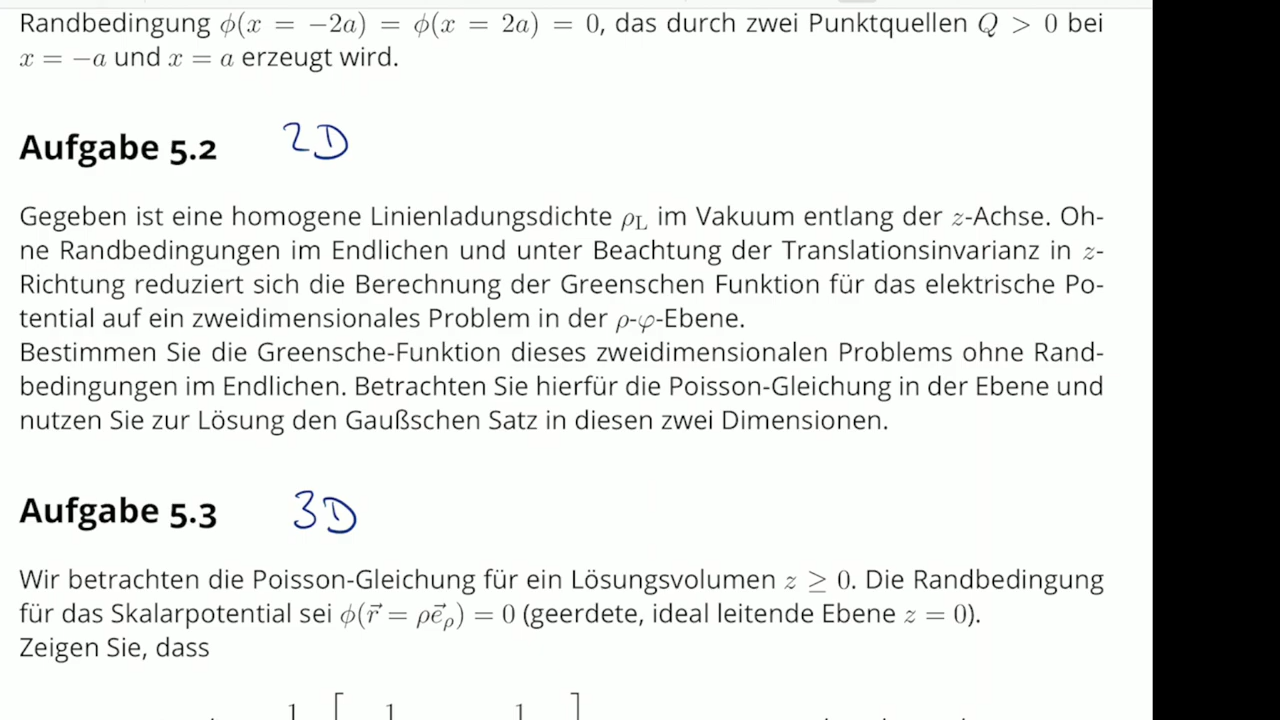 Randbedingung ϕ(x = −2a) = ϕ(x = 2a) = 0, das durch zwei Punktquellen Q > 0 bei
x = −a und x = a erzeugt wird.
Aufgabe 5.2 2D
Gegeben ist eine homogene Linienladungsdichte ρ_L im Vakuum entlang der z-Achse. Oh-
ne Randbedingungen im Endlichen und unter Beachtung der Translationsinvarianz in z-
Richtung reduziert sich die Berechnung der Greenschen Funktion für das elektrische Po-
tential auf ein zweidimensionales Problem in der ρ-φ-Ebene.
Bestimmen Sie die Greensche-Funktion dieses zweidimensionalen Problems ohne Rand-
bedingungen im Endlichen. Betrachten Sie hierfür die Poisson-Gleichung in der Ebene und
nutzen Sie zur Lösung den Gaußschen Satz in diesen zwei Dimensionen.
Aufgabe 5.3 3D
Wir betrachten die Poisson-Gleichung für ein Lösungsvolumen z ≥ 0. Die Randbedingung
für das Skalarpotential sei ϕ(r⃗ = ρe⃗_ρ) = 0 (geerdete, ideal leitende Ebene z = 0).
Zeigen Sie, dass